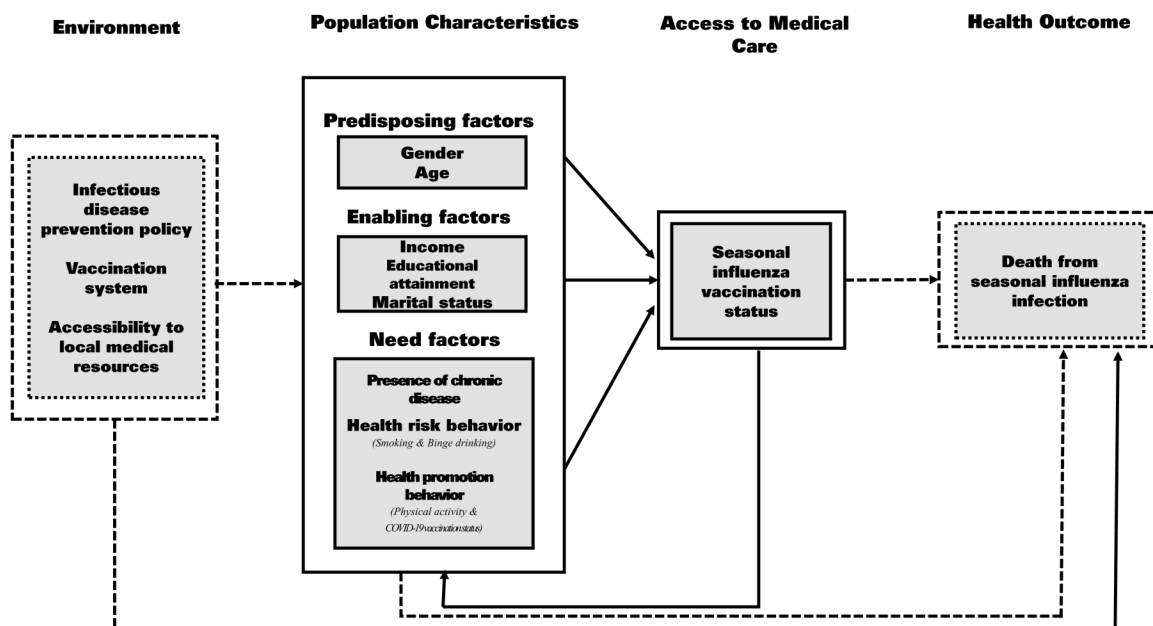 Environment
Population Characteristics
Access to Medical
Care
Health Outcome
Infectious
disease
prevention policy
Vaccination
system
Accessibility to
local medical
resources
Predisposing factors
Gender
Age
Enabling factors
Income
Educational
attainment
Marital status
Need factors
Presence of chronic
disease
Health risk behavior
(Smoking & Binge drinking)
Health promotion
behavior
(Physical activity &
COVID-19 vaccination status)
Seasonal
influenza
vaccination
status
Death from
seasonal influenza
infection